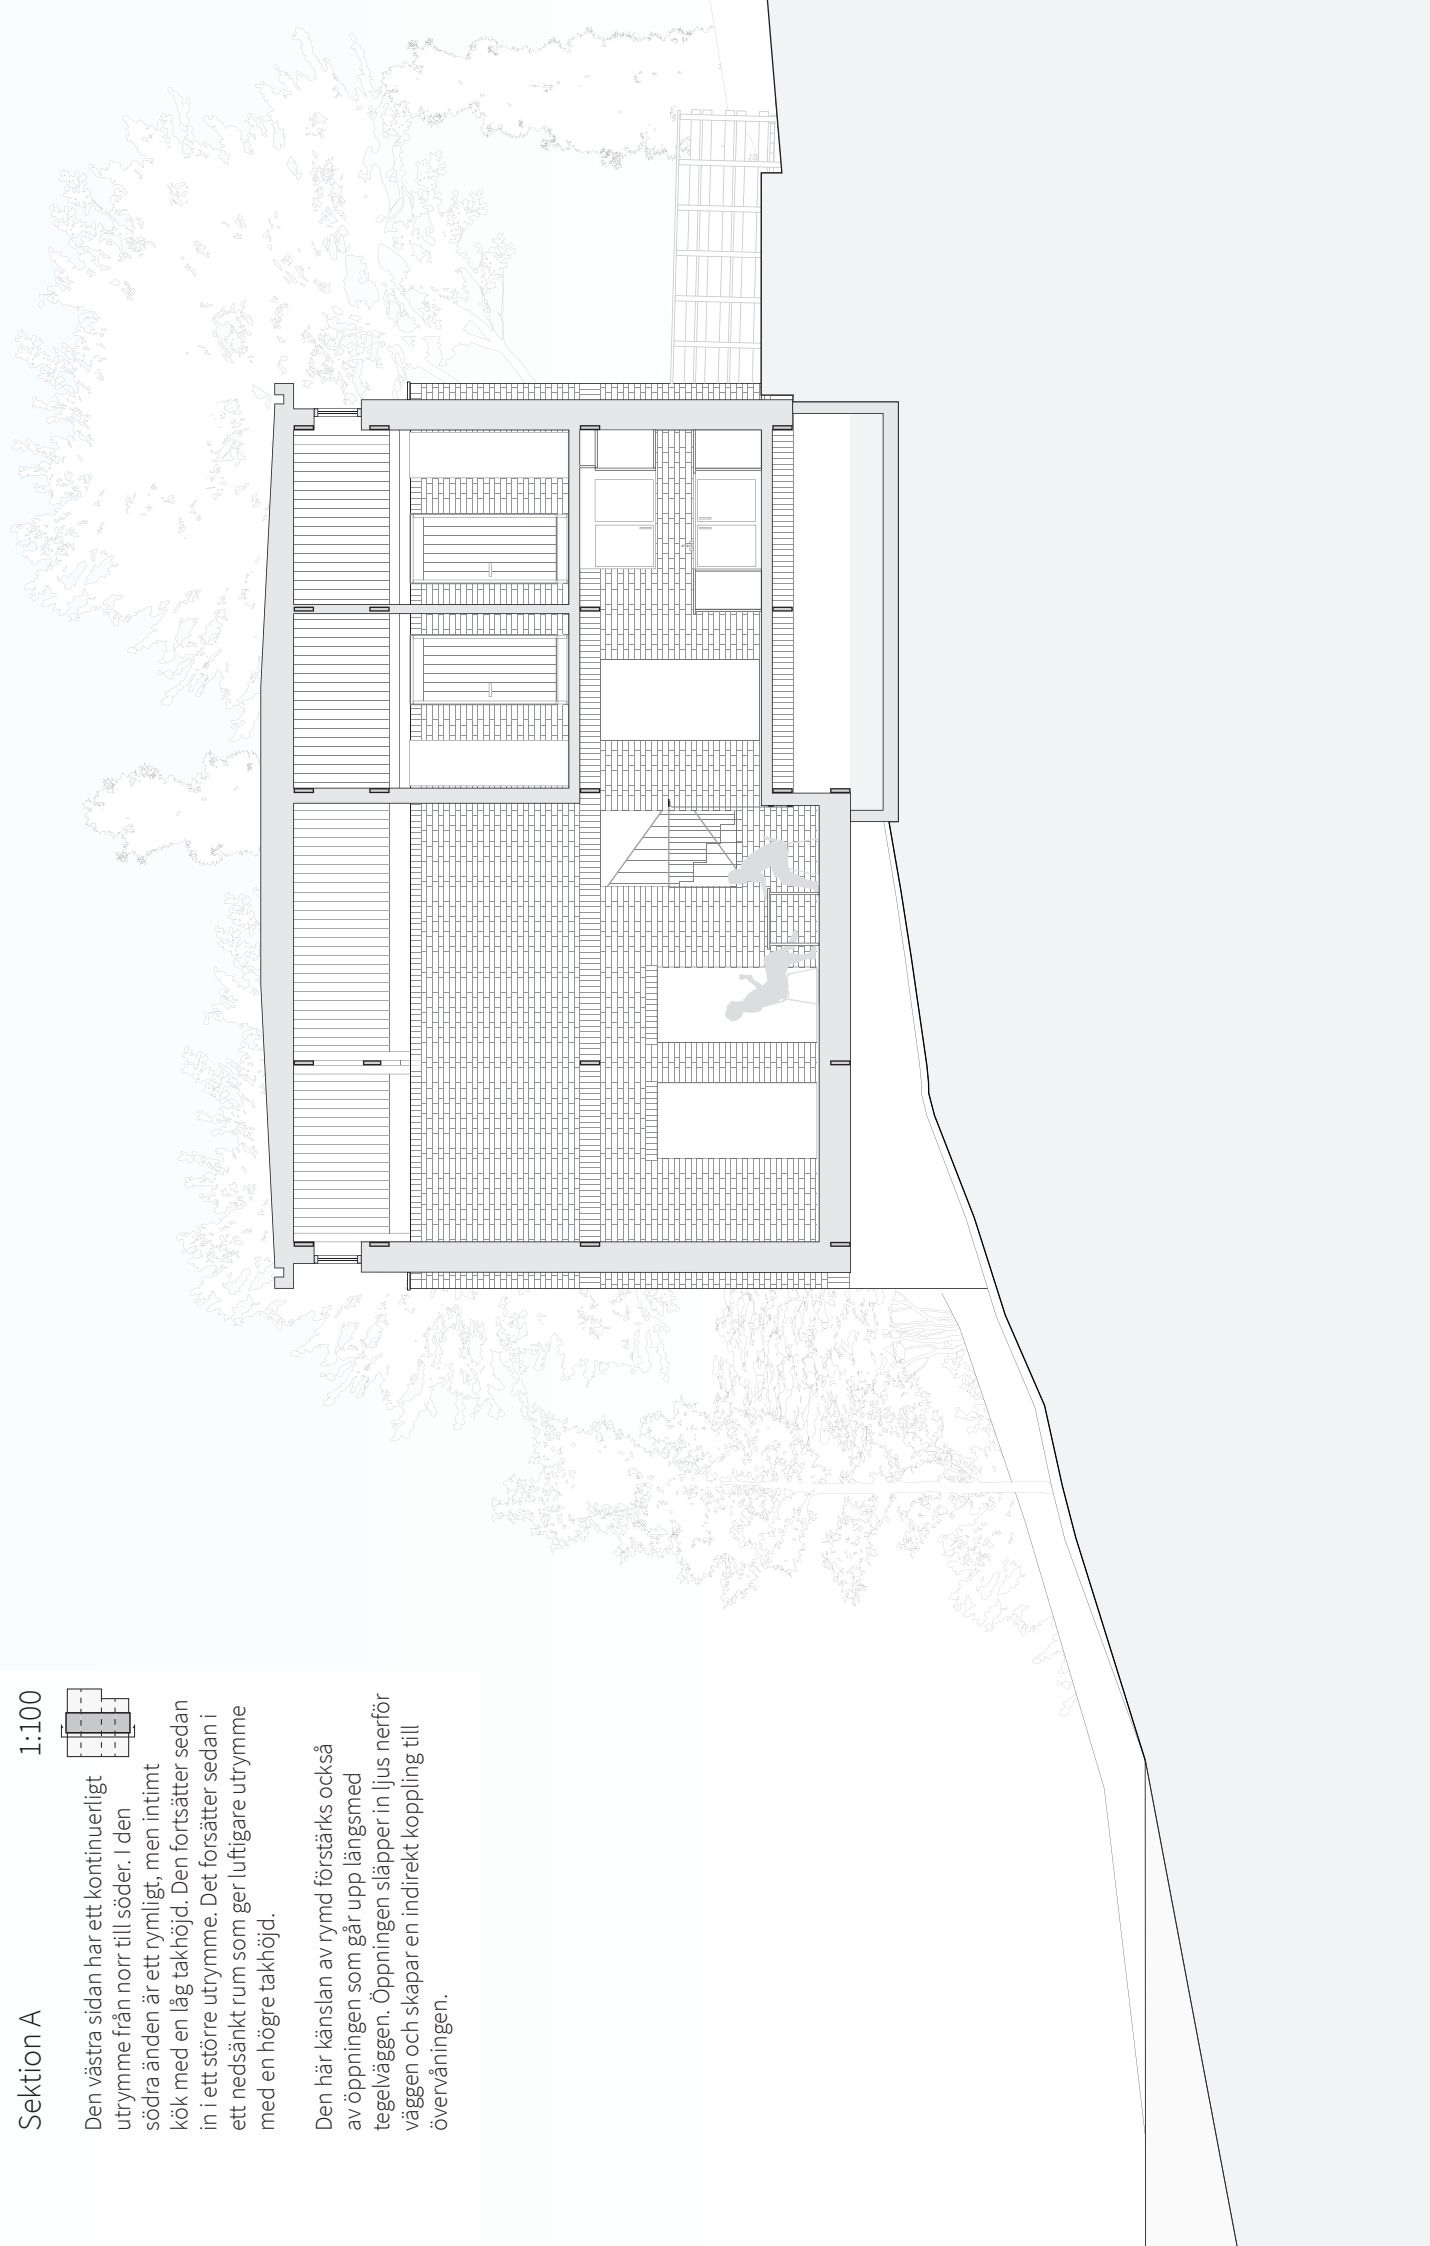 Sektion A 1:100
Den västra sidan har ett kontinuerligt
utrymme från norr till söder. I den
södra änden är ett rymligt, men intimt
kök med en låg takhöjd. Den fortsätter sedan
in i ett större utrymme. Det forsätter sedan i
ett nedsänkt rum som ger luftigare utrymme
med en högre takhöjd.
Den här känslan av rymd förstärks också
av öppningen som går upp längsmed
tegelväggen. Öppningen släpper in ljus nerför
väggen och skapar en indirekt koppling till
övervåningen.